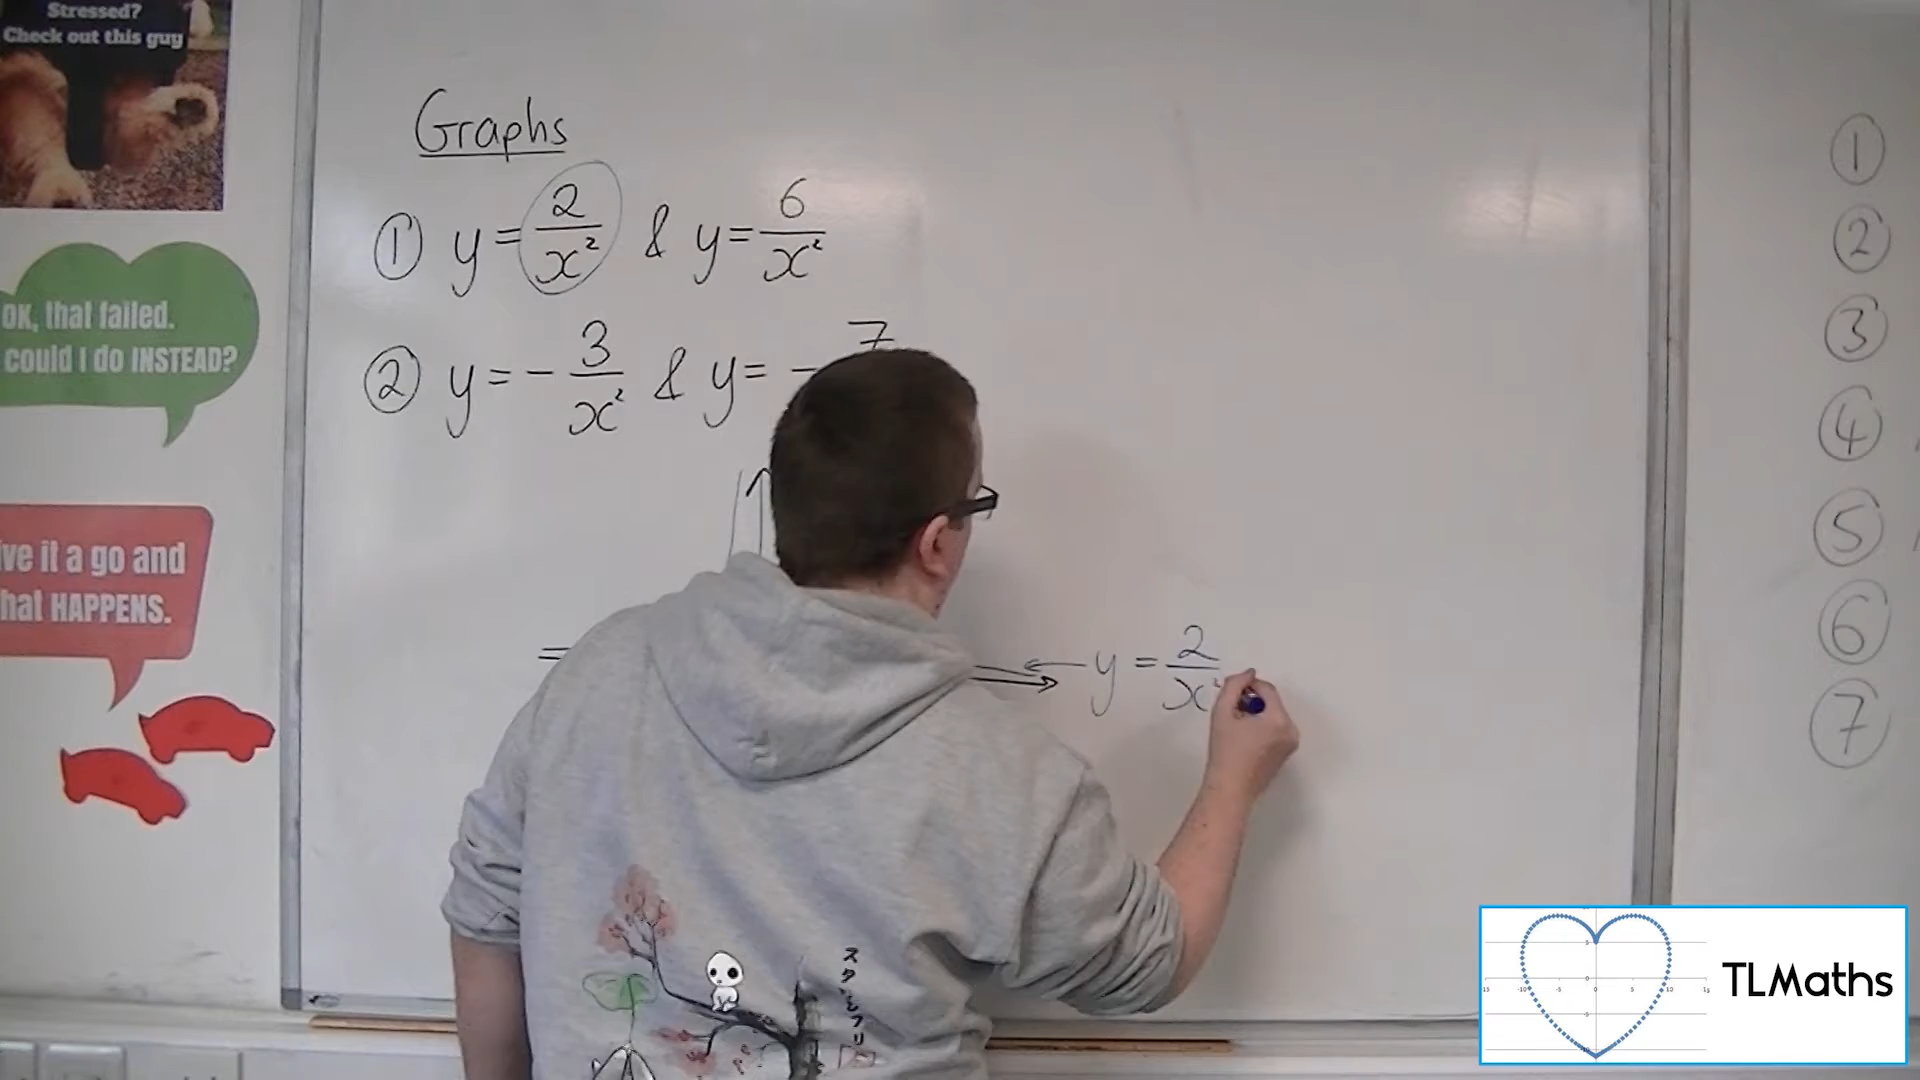 Stressed?
Check out this guy
OK, that failed.
could I do INSTEAD?
ive it a go and
hat HAPPENS.
Graphs
① y = 2/x² & y = 6/x²
② y = - 3/x² & y = - 7
y = 2/x²
①
②
③
④
⑤
⑥
⑦
TLMaths